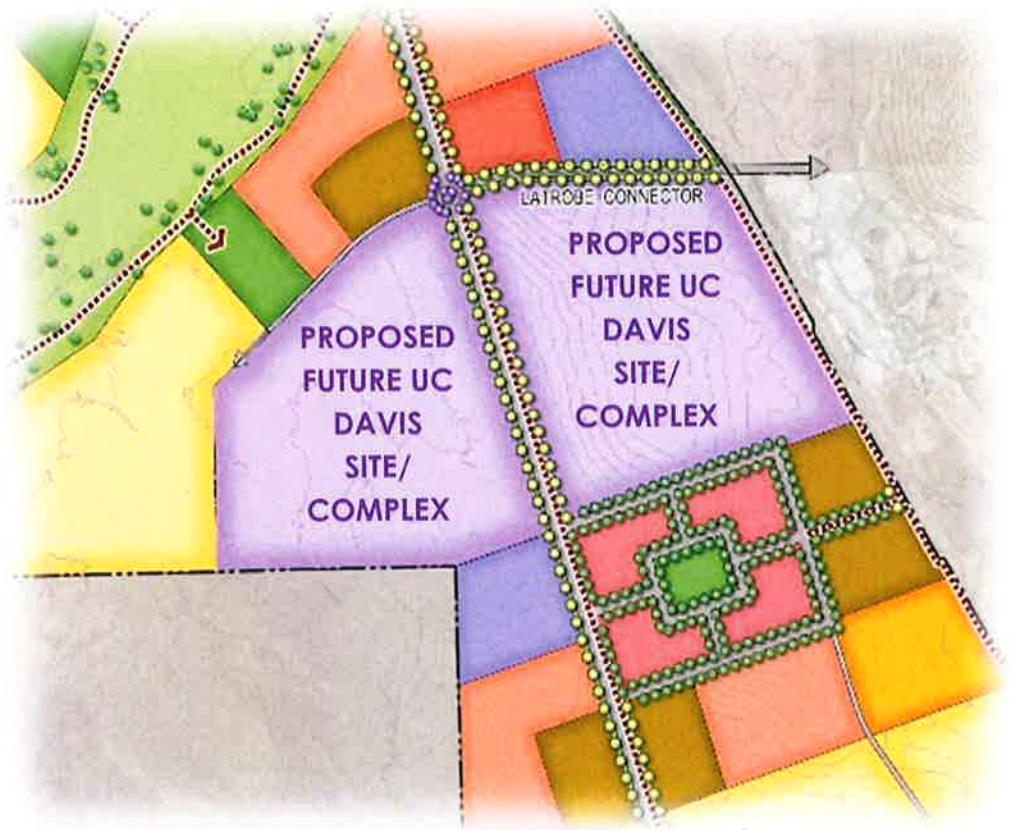 LATROBE CONNECTOR
PROPOSED
FUTURE UC
DAVIS
SITE/
COMPLEX
PROPOSED
FUTURE UC
DAVIS
SITE/
COMPLEX